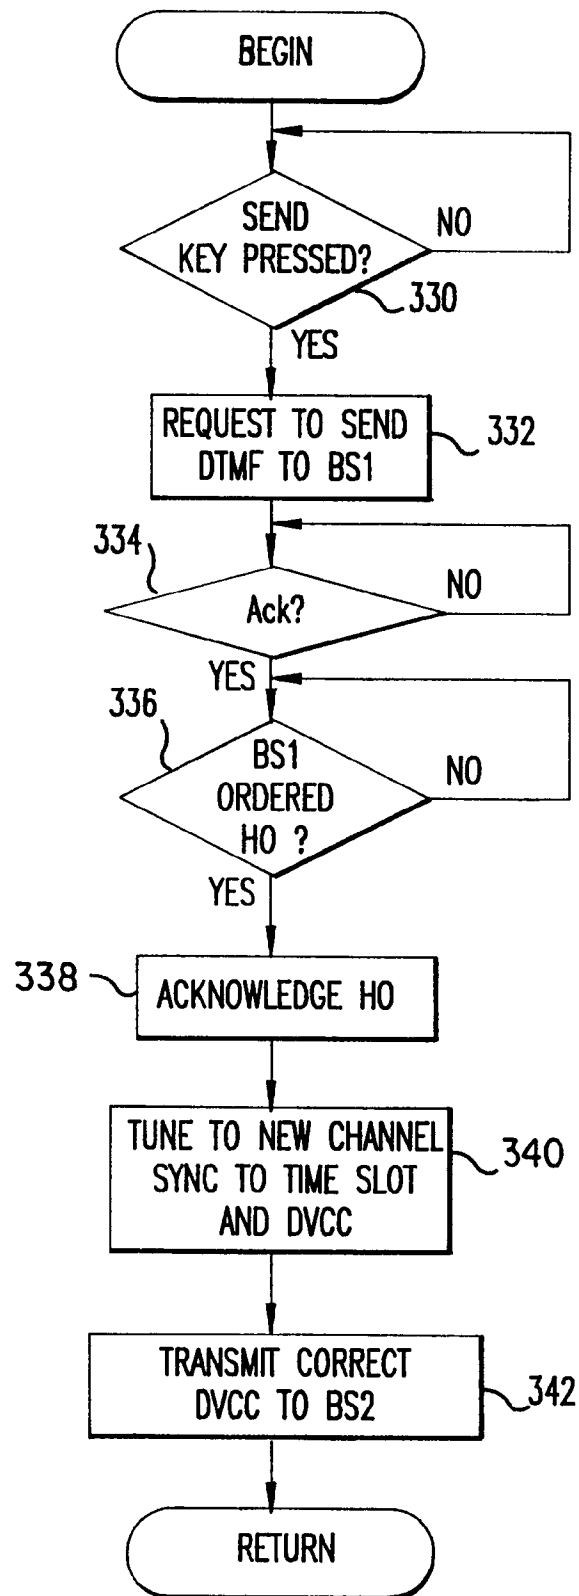 BEGIN
SEND
KEY PRESSED?
NO
330
YES
REQUEST TO SEND
DTMF TO BS1
332
334
Ack?
NO
YES
336
BS1
ORDERED
HO ?
NO
YES
338
ACKNOWLEDGE HO
TUNE TO NEW CHANNEL
SYNC TO TIME SLOT
AND DVCC
340
TRANSMIT CORRECT
DVCC TO BS2
342
RETURN